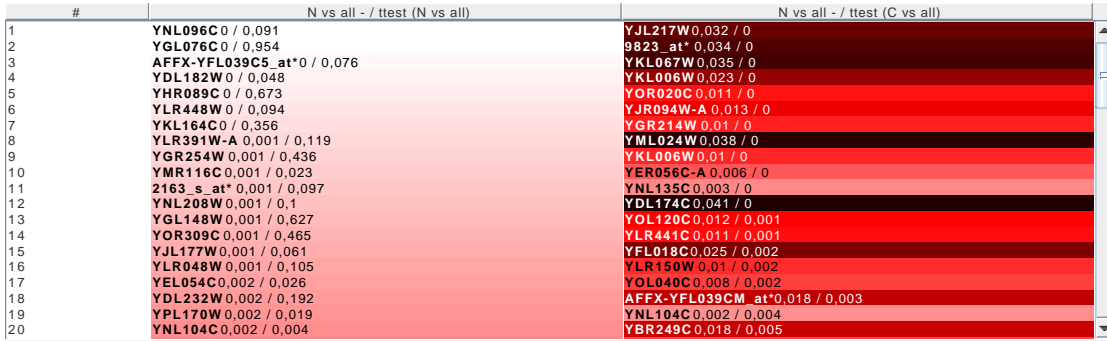 # N vs all - / ttest (N vs all) N vs all - / ttest (C vs all)
1 YNL096C 0 / 0,091 YJL217W 0,032 / 0
2 YGL076C 0 / 0,954 9823_at* 0,034 / 0
3 AFFX-YFL039C5_at* 0 / 0,076 YKL067W 0,035 / 0
4 YDL182W 0 / 0,048 YKL006W 0,023 / 0
5 YHR089C 0 / 0,673 YOR020C 0,011 / 0
6 YLR448W 0 / 0,094 YJR094W-A 0,013 / 0
7 YKL164C 0 / 0,356 YGR214W 0,01 / 0
8 YLR391W-A 0,001 / 0,119 YML024W 0,038 / 0
9 YGR254W 0,001 / 0,436 YKL006W 0,01 / 0
10 YMR116C 0,001 / 0,023 YER056C-A 0,006 / 0
11 2163_s_at* 0,001 / 0,097 YNL135C 0,003 / 0
12 YNL208W 0,001 / 0,1 YDL174C 0,041 / 0
13 YGL148W 0,001 / 0,627 YOL120C 0,012 / 0,001
14 YOR309C 0,001 / 0,465 YLR441C 0,011 / 0,001
15 YJL177W 0,001 / 0,061 YFL018C 0,025 / 0,002
16 YLR048W 0,001 / 0,105 YLR150W 0,01 / 0,002
17 YEL054C 0,002 / 0,026 YOL040C 0,008 / 0,002
18 YDL232W 0,002 / 0,192 AFFX-YFL039CM_at* 0,018 / 0,003
19 YPL170W 0,002 / 0,019 YNL104C 0,002 / 0,004
20 YNL104C 0,002 / 0,004 YBR249C 0,018 / 0,005